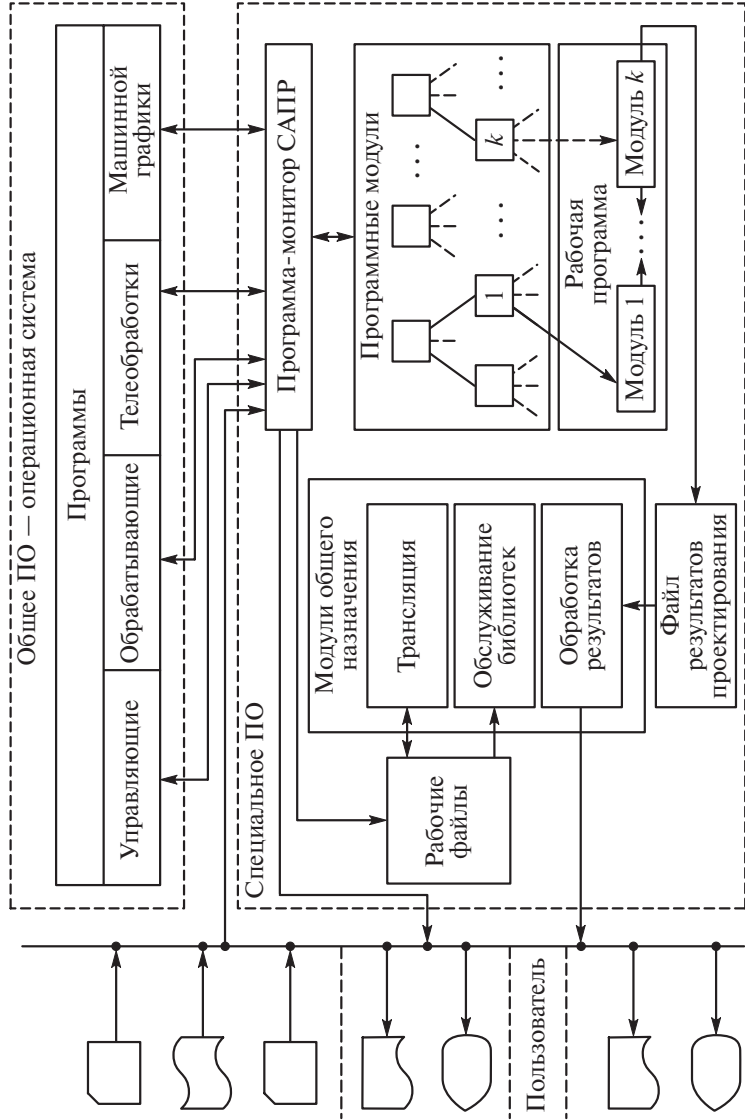 Общее ПО — операционная система
Программы
Управляющие
Обрабатывающие
Телеобработки
Машинной
графики
Специальное ПО
Программа-монитор САПР
Рабочие
файлы
Модули общего
назначения
Трансляция
Обслуживание
библиотек
Обработка
результатов
Файл
результатов
проектирования
Программные модули
1
k
Рабочая
программа
Модуль 1
Модуль k
Пользователь